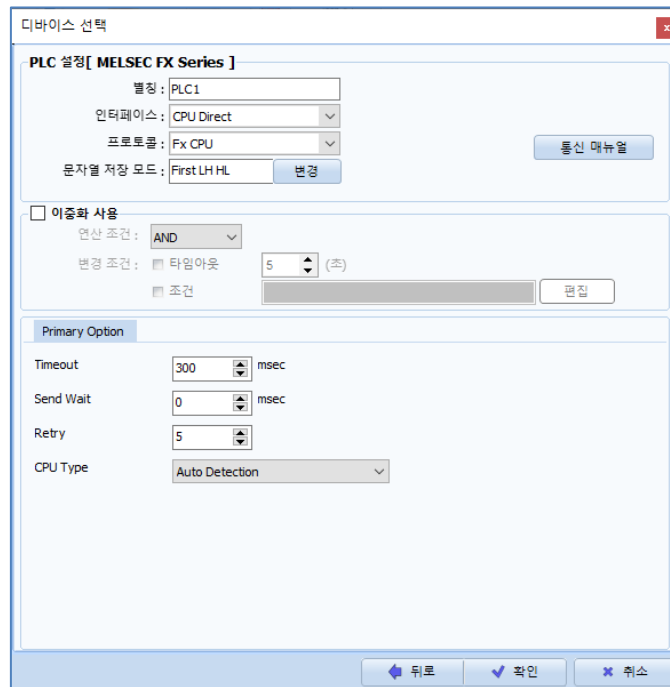 디바이스 선택
x
PLC 설정[ MELSEC FX Series ]
별칭 : PLC1
인터페이스 : CPU Direct
프로토콜 : Fx CPU
통신 매뉴얼
문자열 저장 모드 : First LH HL 변경
이중화 사용
연산 조건 : AND
변경 조건 : 타임아웃 5 (초)
조건 편집
Primary Option
Timeout 300 msec
Send Wait 0 msec
Retry 5
CPU Type Auto Detection
뒤로 확인 취소